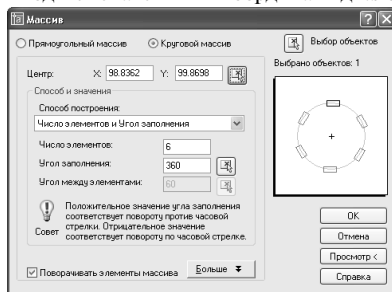 Массив
Прямоугольный массив Круговой массив Выбор объектов
Выбрано объектов: 1
Центр: X: 98.8362 Y: 99.8698
Способ и значения
Способ построения:
Число элементов и Угол заполнения
Число элементов: 6
Угол заполнения: 360
Угол между элементами: 60
Положительное значение угла заполнения
соответствует повороту против часовой
стрелки. Отрицательное значение
соответствует повороту по часовой стрелке.
Совет
Поворачивать элементы массива Больше
OK
Отмена
Просмотр <
Справка